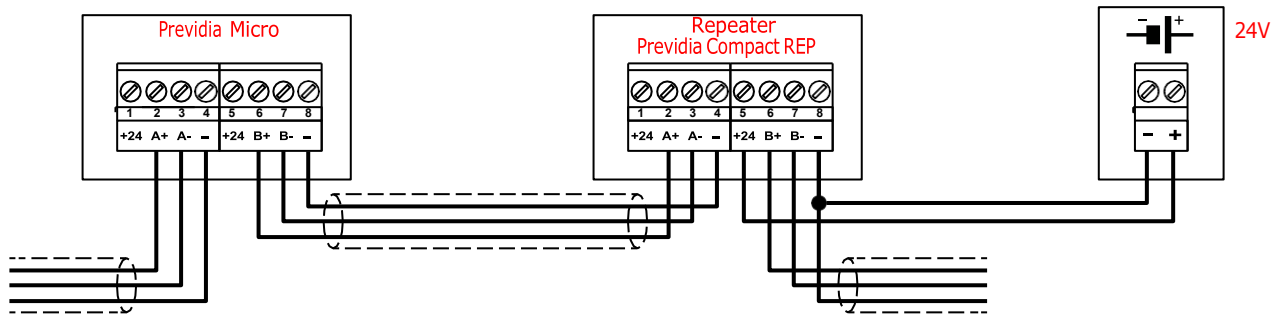 Previdia Micro
1 2 3 4 5 6 7 8
+24 A+ A- - +24 B+ B- -
Repeater
Previdia Compact REP
1 2 3 4 5 6 7 8
+24 A+ A- - +24 B+ B- -
- +
24V
- +